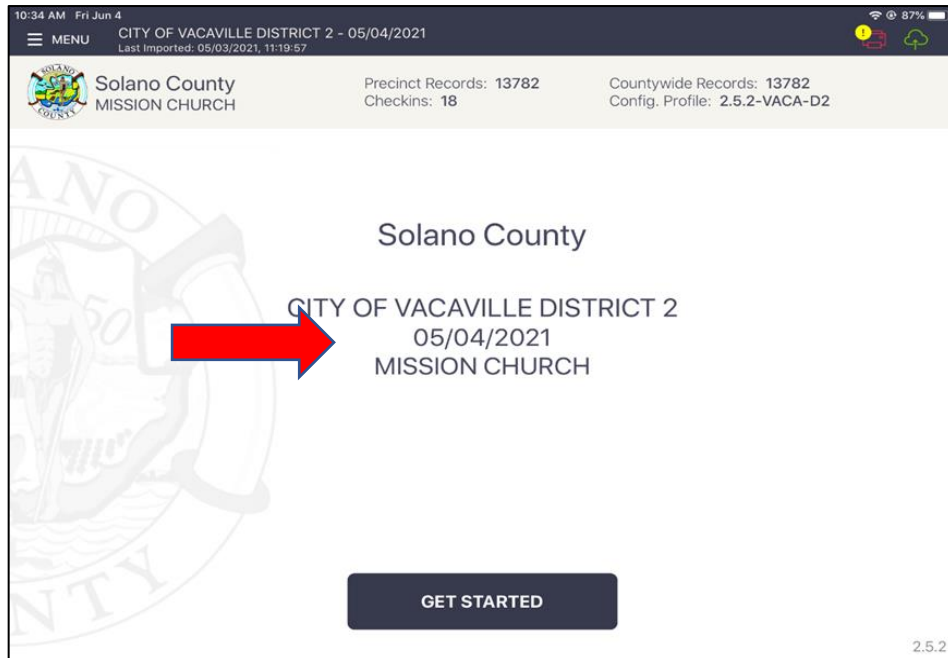 10:34 AM Fri Jun 4
87%
MENU
CITY OF VACAVILLE DISTRICT 2 - 05/04/2021
Last Imported: 05/03/2021, 11:19:57
Solano County
MISSION CHURCH
Precinct Records: 13782
Checkins: 18
Countywide Records: 13782
Config. Profile: 2.5.2-VACA-D2
SOLANO
COUNTY
Solano County
CITY OF VACAVILLE DISTRICT 2
05/04/2021
MISSION CHURCH
GET STARTED
2.5.2